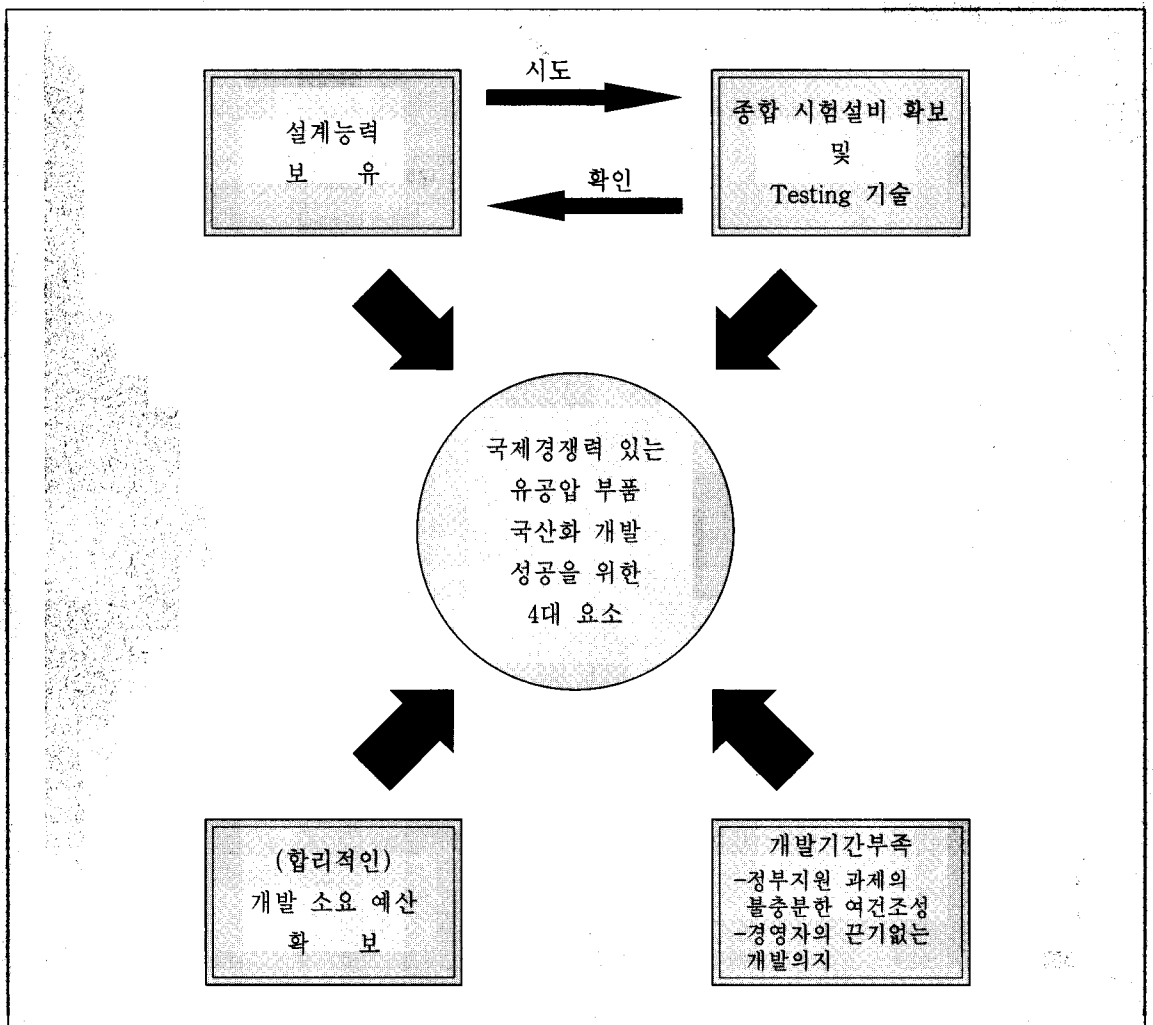 시도
설계능력
보 유
종합 시험설비 확보
및
Testing 기술
확인
국제경쟁력 있는
유공압 부품
국산화 개발
성공을 위한
4대 요소
(합리적인)
개발 소요 예산
확 보
개발기간부족
-정부지원 과제의
불충분한 여건조성
-경영자의 끈기없는
개발의지